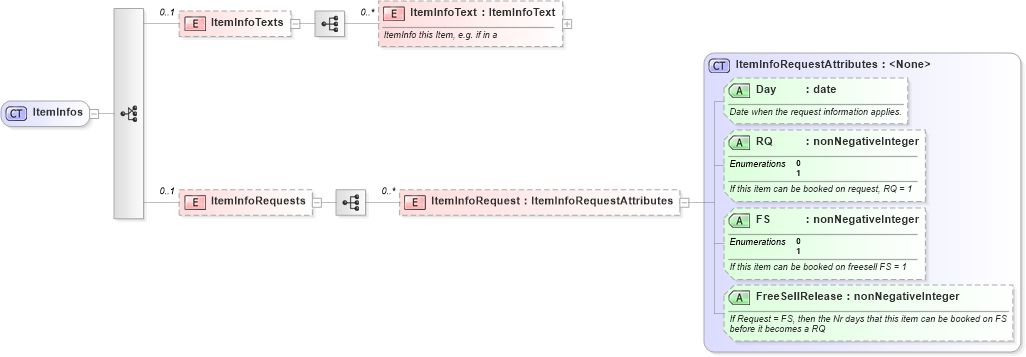 0..1
E ItemInfoTexts
0..*
E ItemInfoText : ItemInfoText
ItemInfo this Item, e.g. if in a
CT ItemInfos
0..1
E ItemInfoRequests
0..*
E ItemInfoRequest : ItemInfoRequestAttributes
CT ItemInfoRequestAttributes : <None>
A Day : date
Date when the request information applies.
A RQ : nonNegativeInteger
Enumerations 0
1
If this item can be booked on request, RQ = 1
A FS : nonNegativeInteger
Enumerations 0
1
If this item can be booked on freesell FS = 1
A FreeSellRelease : nonNegativeInteger
If Request = FS, then the Nr days that this item can be booked on FS
before it becomes a RQ